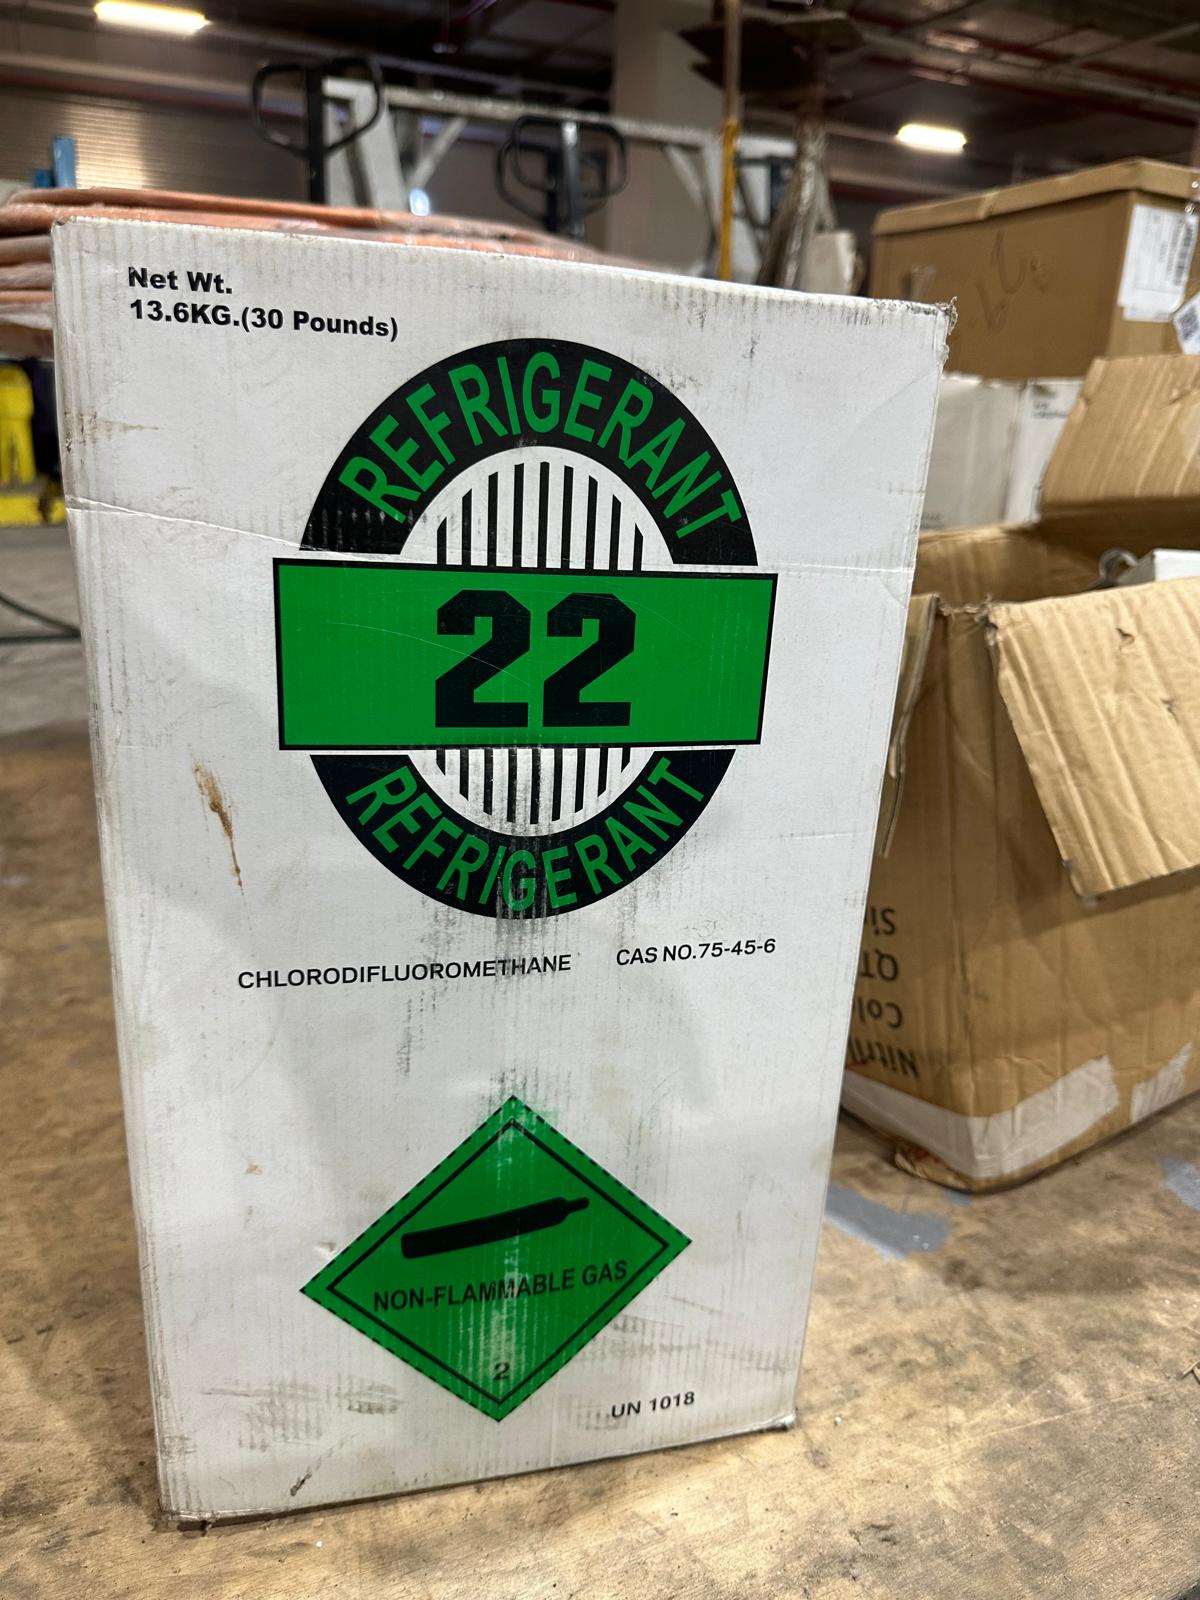 Net Wt.
13.6KG.(30 Pounds)
REFRIGERANT
22
REFRIGERANT
CHLORODIFLUOROMETHANE CAS NO.75-45-6
NON-FLAMMABLE GAS
2
UN 1018